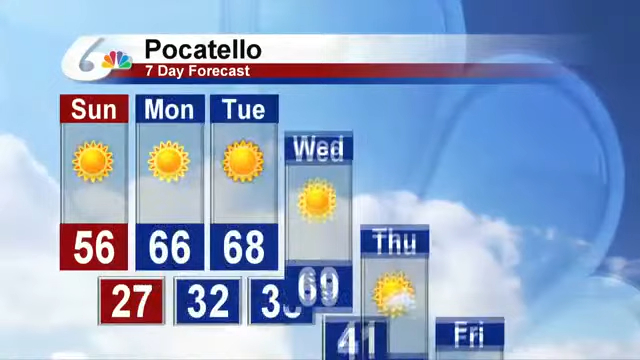 6
Pocatello
7 Day Forecast
Sun Mon Tue
Wed
56 66 68
Thu
27 32
69
41
Fri